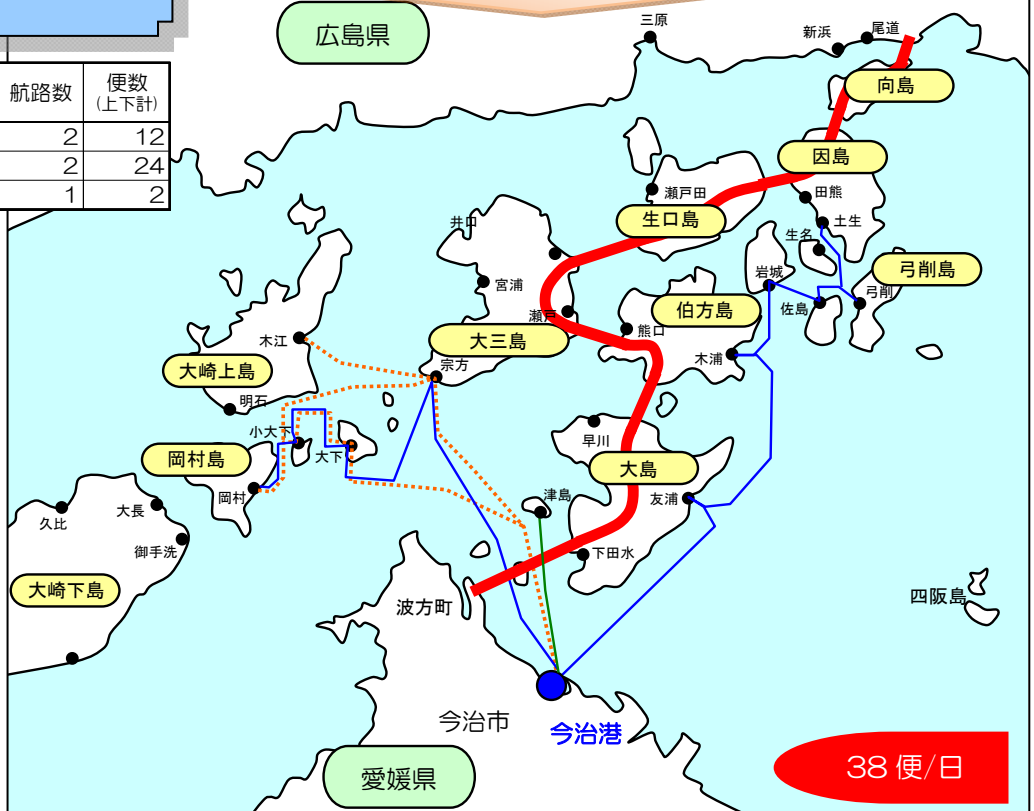 広島県
三原
新浜
尾道
航路数
便数
(上下計)
2 12
2 24
1 2
向島
因島
田熊
土生
瀬戸田
生口島
生名
井口
岩城
弓削島
宮浦
佐島
弓削
瀬戸
伯方島
熊口
木江
大三島
木浦
大崎上島
宗方
明石
小大下
大下
早川
岡村島
大島
岡村
津島
友浦
久比
大長
御手洗
下田水
大崎下島
波方町
四阪島
今治市
今治港
愛媛県
38 便/日